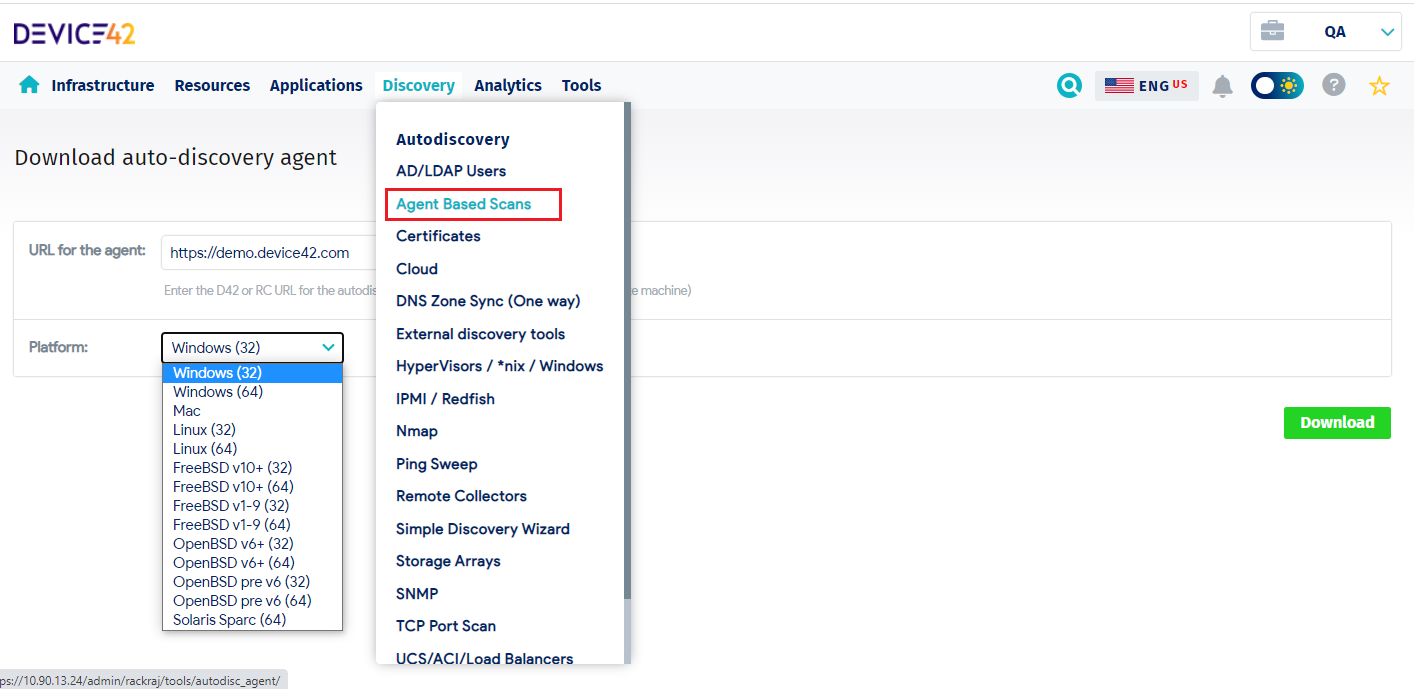 DEVICE42
QA
Infrastructure Resources Applications Discovery Analytics Tools
ENG US
Download auto-discovery agent
URL for the agent: https://demo.device42.com
Enter the D42 or RC URL for the autodis
e machine)
Platform: Windows (32)
Windows (32)
Windows (64)
Mac
Linux (32)
Linux (64)
FreeBSD v10+ (32)
FreeBSD v10+ (64)
FreeBSD v1-9 (32)
FreeBSD v1-9 (64)
OpenBSD v6+ (32)
OpenBSD v6+ (64)
OpenBSD pre v6 (32)
OpenBSD pre v6 (64)
Solaris Sparc (64)
Autodiscovery
AD/LDAP Users
Agent Based Scans
Certificates
Cloud
DNS Zone Sync (One way)
External discovery tools
HyperVisors / *nix / Windows
IPMI / Redfish
Nmap
Ping Sweep
Remote Collectors
Simple Discovery Wizard
Storage Arrays
SNMP
TCP Port Scan
UCS/ACI/Load Balancers
Download
ps://10.90.13.24/admin/rackraj/tools/autodisc_agent/